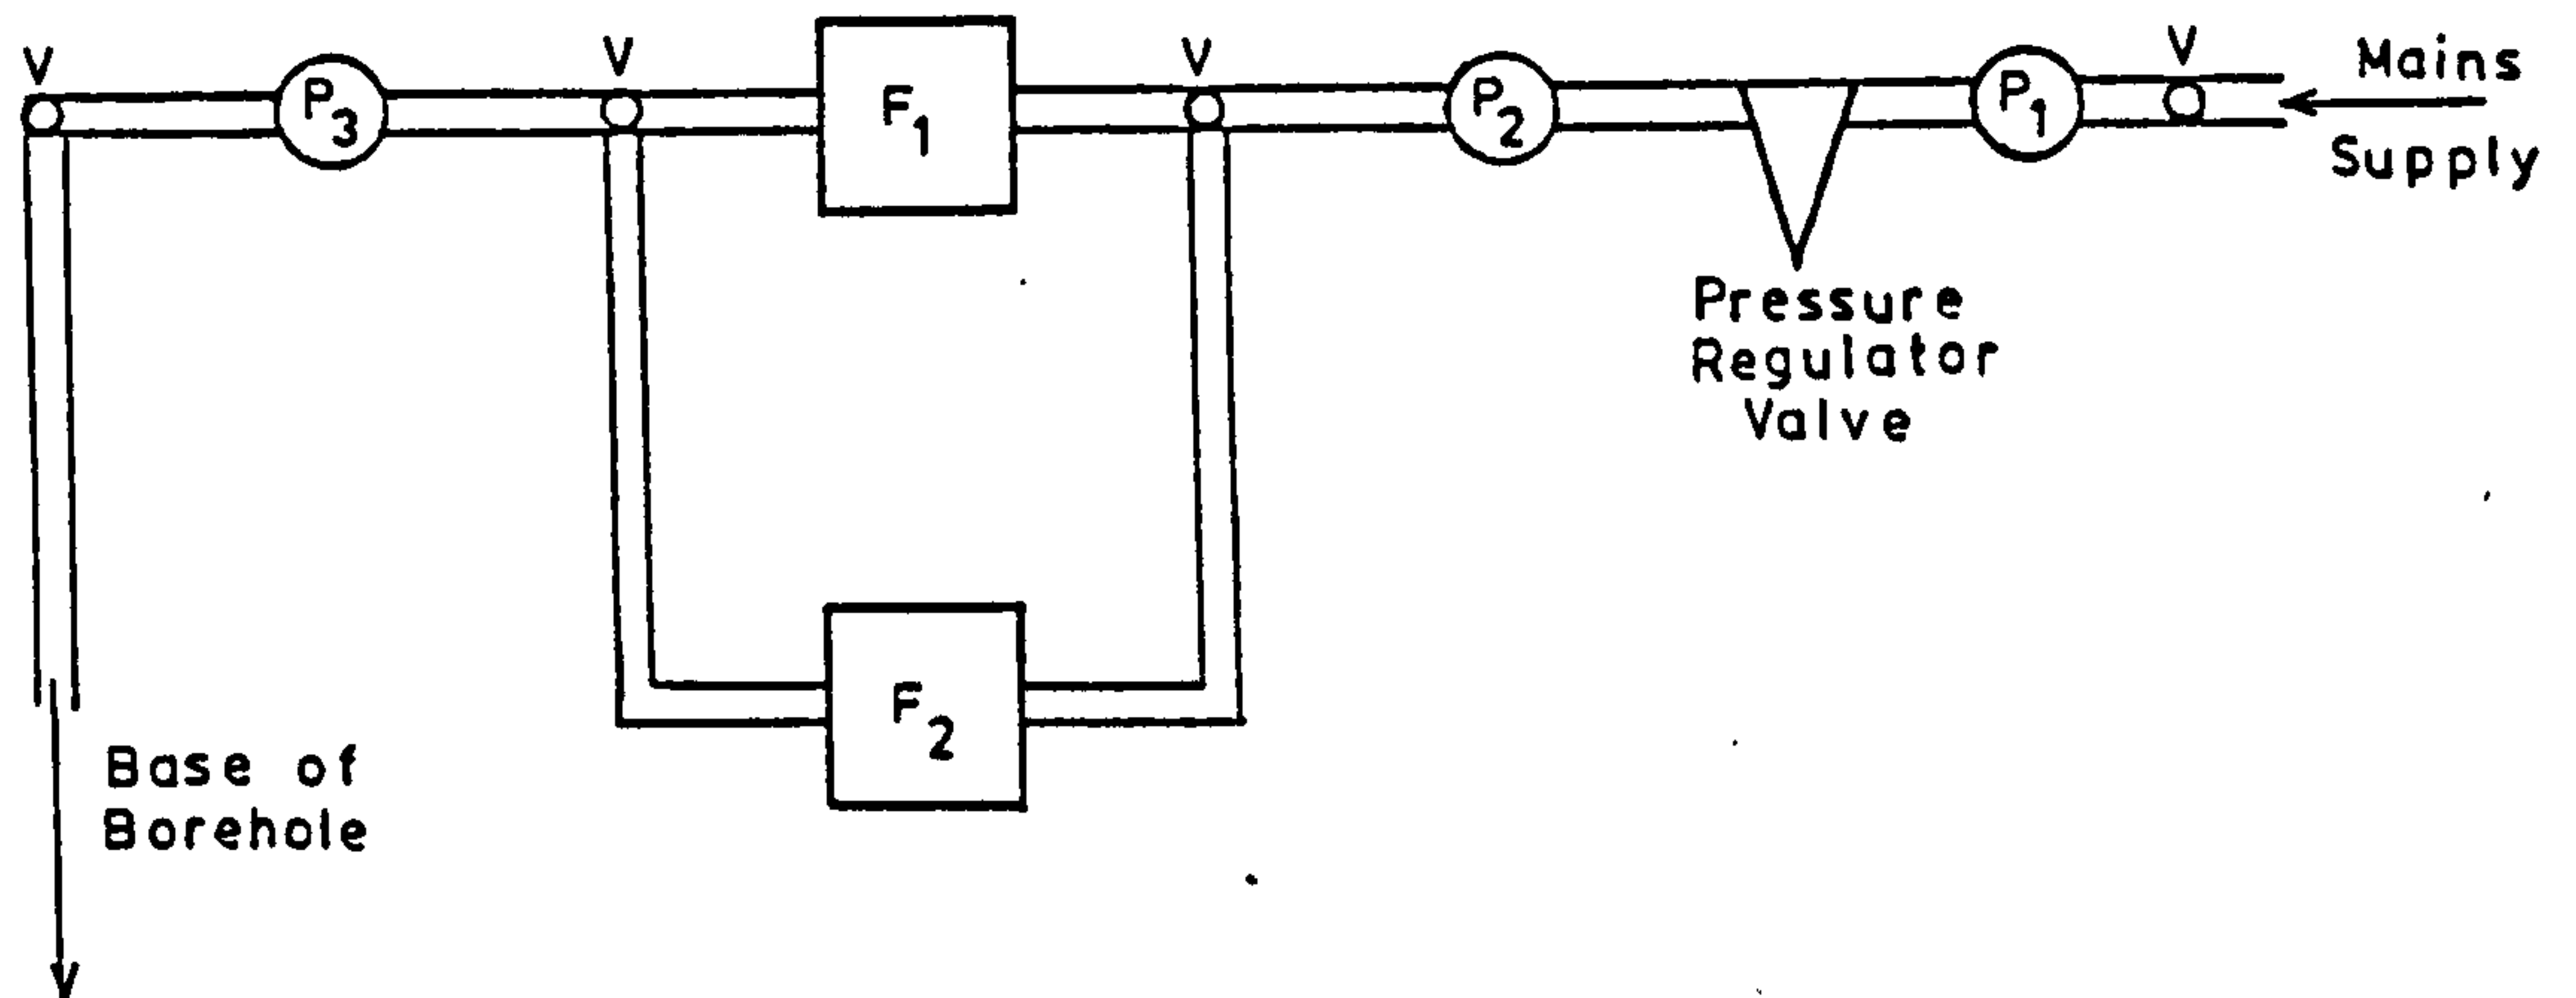 V
P3
V
F1
V
P2
P1
V
Mains
Supply
Pressure
Regulator
Valve
F2
Base of
Borehole